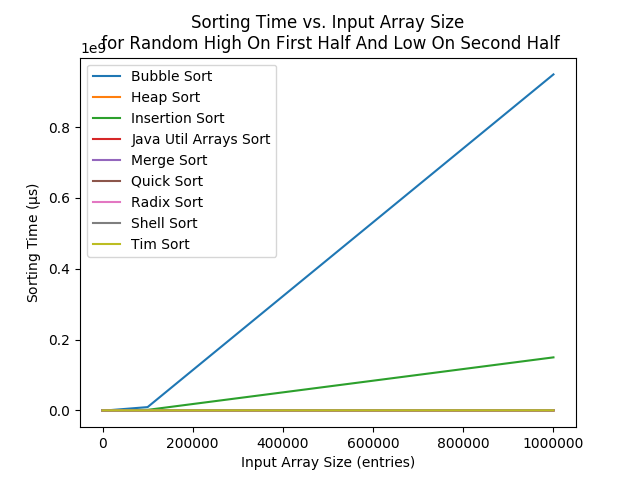 Sorting Time vs. Input Array Size
for Random High On First Half And Low On Second Half
1e9
Bubble Sort
Heap Sort
Insertion Sort
Java Util Arrays Sort
Merge Sort
Quick Sort
Radix Sort
Shell Sort
Tim Sort
0.8
0.6
0.4
0.2
0.0
Sorting Time (µs)
0 200000 400000 600000 800000 1000000
Input Array Size (entries)